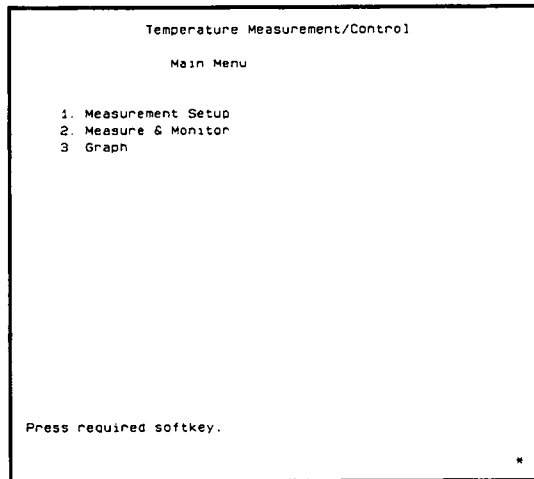 Temperature Measurement/Control
Main Menu
1. Measurement Setup
2. Measure & Monitor
3 Graph
Press required softkey.
*